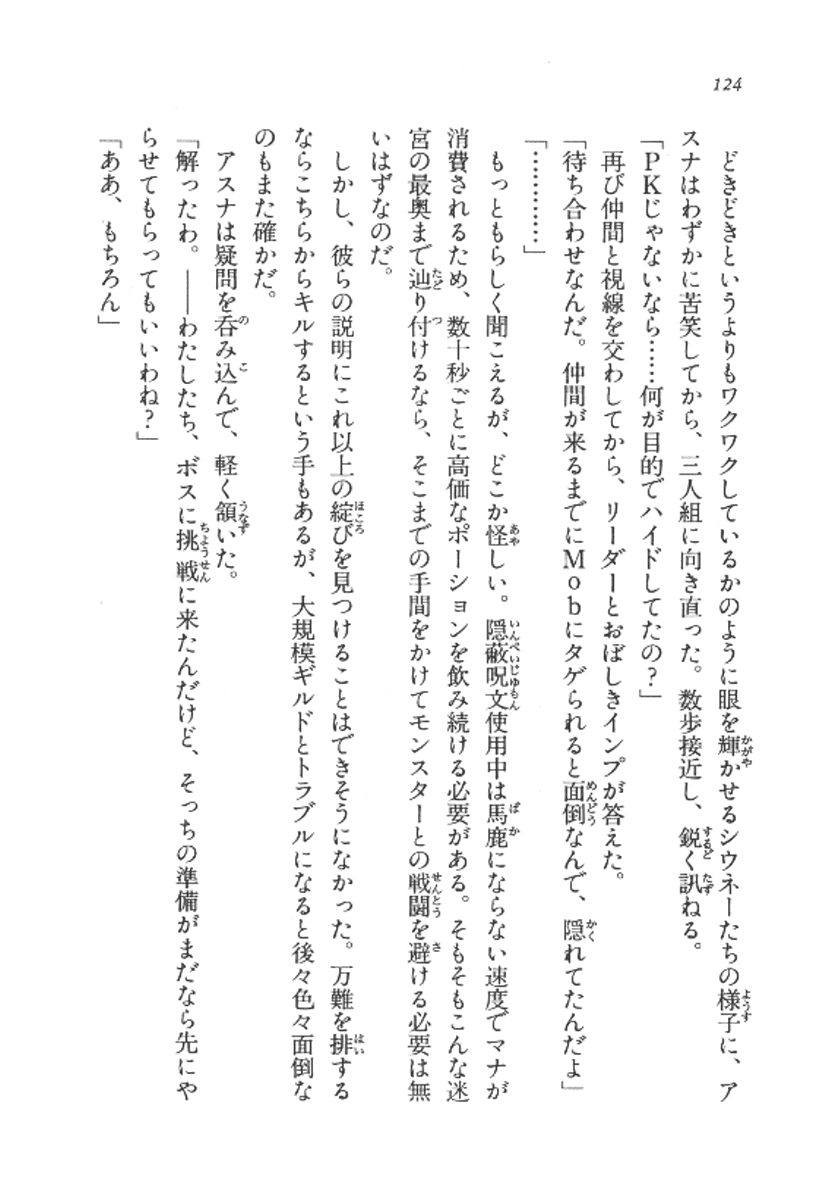 124
どきどきというよりもワクワクしているかのように眼を輝かせるシウネーたちの様子に、ア
スナはわずかに苦笑してから、三人組に向き直った。数歩接近し、鋭く訊ねる。
「PKじゃないなら……何が目的でハイドしてたの？」
再び仲間と視線を交わしてから、リーダーとおぼしきインプが答えた。
「待ち合わせなんだ。仲間が来るまでにMobにタゲられると面倒なんで、隠れてたんだよ」
「…………」
もっともらしく聞こえるが、どこか怪しい。隠蔽呪文使用中は馬鹿にならない速度でマナが
消費されるため、数十秒ごとに高価なポーションを飲み続ける必要がある。そもそもこんな迷
宮の最奥まで辿り付けるなら、そこまでの手間をかけてモンスターとの戦闘を避ける必要は無
いはずなのだ。
しかし、彼らの説明にこれ以上の綻びを見つけることはできそうになかった。万難を排する
ならこちらからキルするという手もあるが、大規模ギルドとトラブルになると後々色々面倒な
のもまた確かだ。
アスナは疑問を呑み込んで、軽く頷いた。
「解ったわ。――わたしたち、ボスに挑戦に来たんだけど、そっちの準備がまだなら先にや
らせてもらってもいいわね？」
「ああ、もちろん」